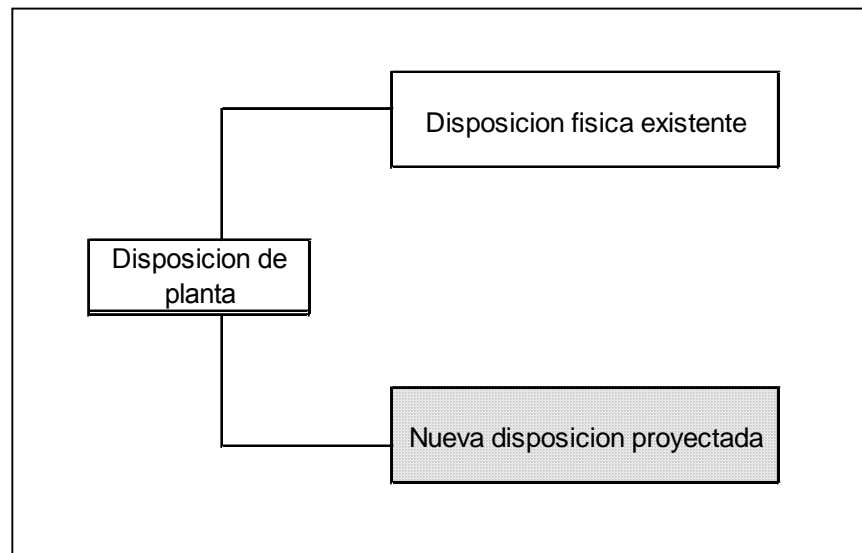 Disposicion fisica existente
Disposicion de
planta
Nueva disposicion proyectada